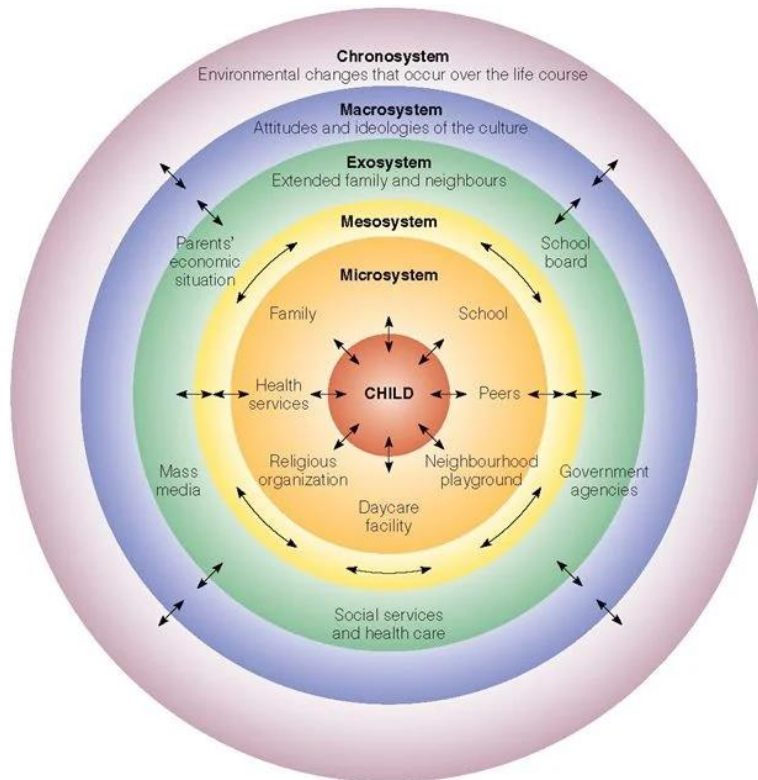 Chronosystem
Environmental changes that occur over the life course
Macrosystem
Attitudes and ideologies of the culture
Exosystem
Extended family and neighbours
Mesosystem
Parents'
economic
situation
School
board
Microsystem
Family
School
Health
services
CHILD
Peers
Mass
media
Religious
organization
Neighbourhood
playground
Government
agencies
Daycare
facility
Social services
and health care